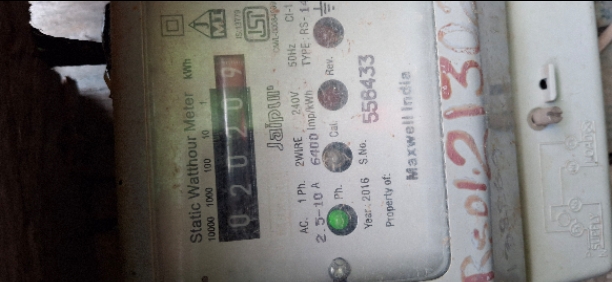 Static Watthour Meter kWh
10000 1000 100 10 1
0 2 0 2 0 9
Jaipur
AC. 1 Ph. 2WIRE 240V 50Hz CI-1
2.5-10 A 6400 imp/kWh TYPE: RS-
Ph. Cal. Rev.
Year: 2016 S.No. 558433
Property of:
Maxwell India